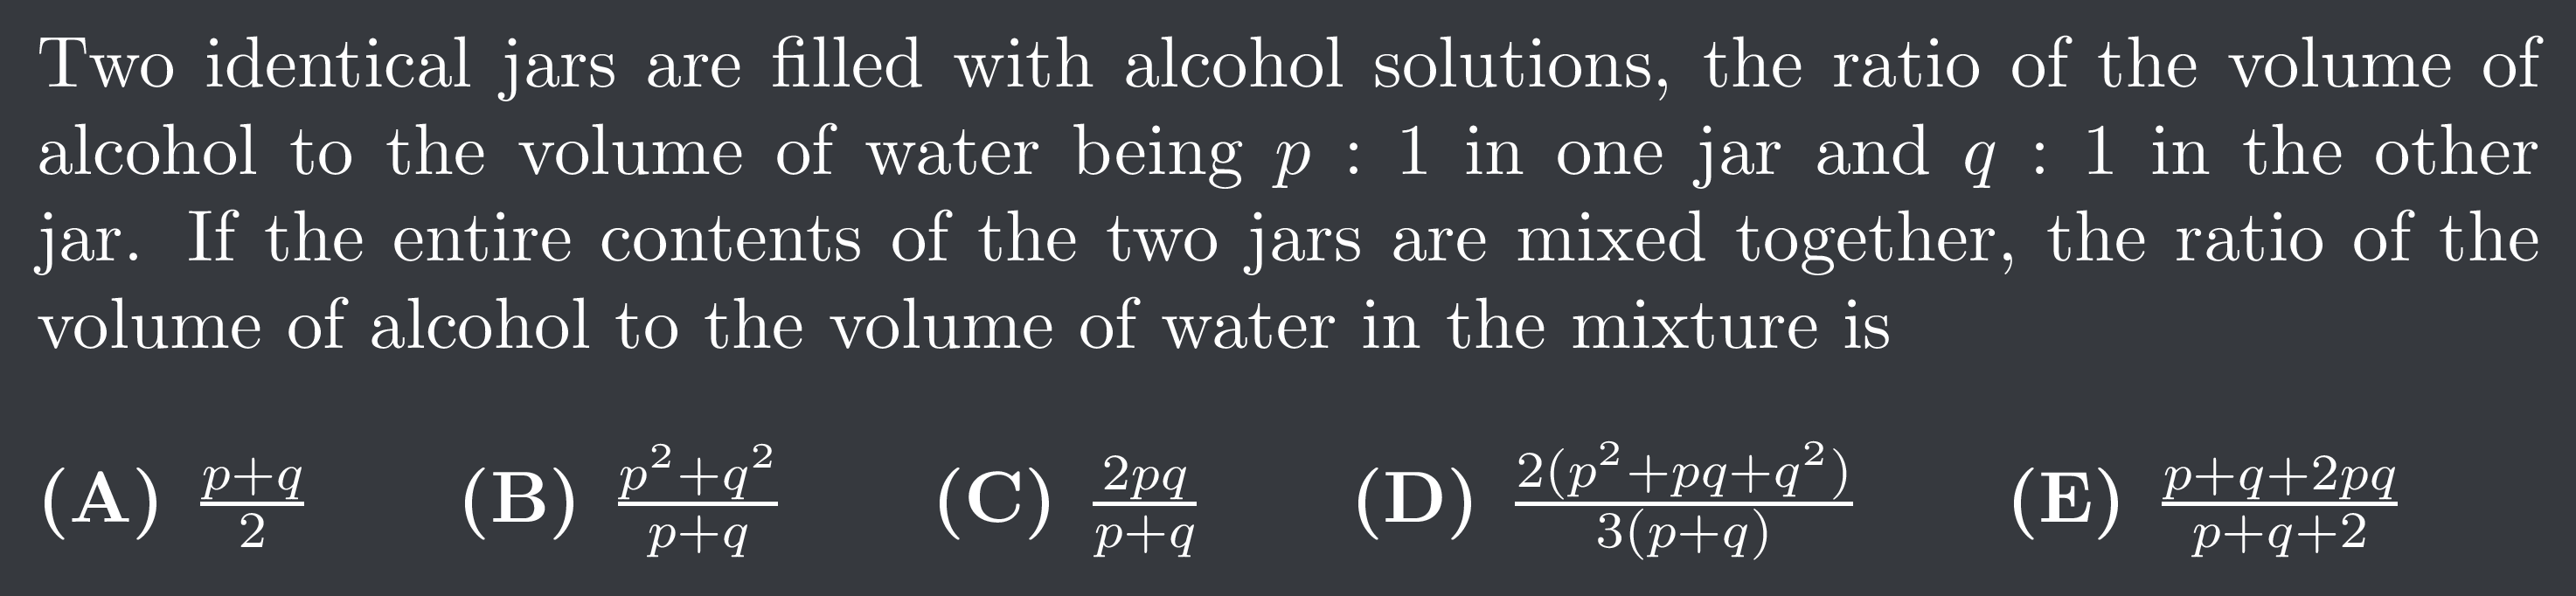 Two identical jars are filled with alcohol solutions, the ratio of the volume of
alcohol to the volume of water being p : 1 in one jar and q : 1 in the other
jar. If the entire contents of the two jars are mixed together, the ratio of the
volume of alcohol to the volume of water in the mixture is
(A) \frac{p+q}{2} (B) \frac{p^2+q^2}{p+q} (C) \frac{2pq}{p+q} (D) \frac{2(p^2+pq+q^2)}{3(p+q)} (E) \frac{p+q+2pq}{p+q+2}